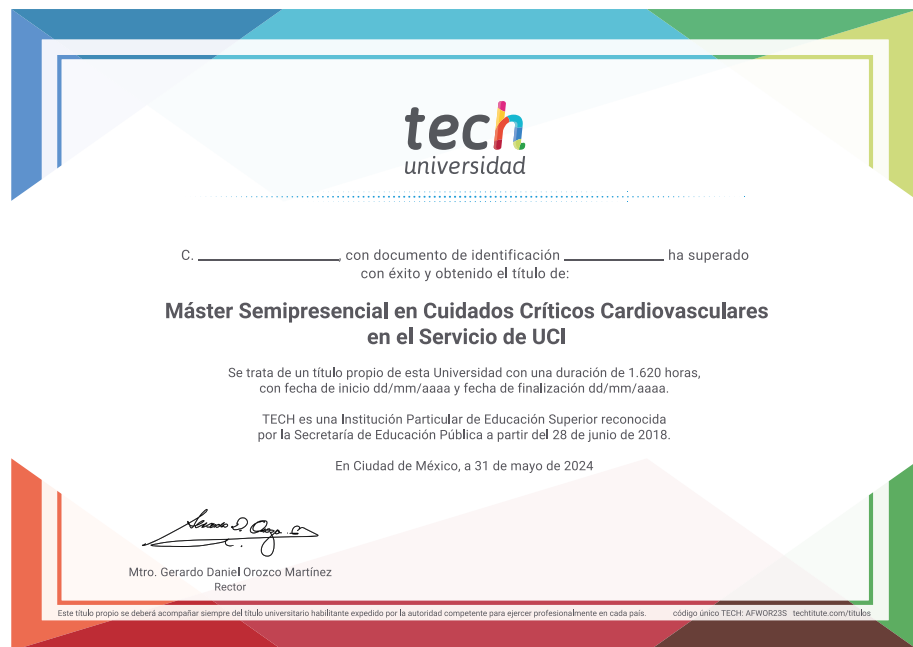 tech
universidad
C. ____________________, con documento de identificación ______________ ha superado
con éxito y obtenido el título de:
Máster Semipresencial en Cuidados Críticos Cardiovasculares
en el Servicio de UCI
Se trata de un título propio de esta Universidad con una duración de 1.620 horas,
con fecha de inicio dd/mm/aaaa y fecha de finalización dd/mm/aaaa.
TECH es una Institución Particular de Educación Superior reconocida
por la Secretaría de Educación Pública a partir del 28 de junio de 2018.
En Ciudad de México, a 31 de mayo de 2024
Mtro. Gerardo Daniel Orozco Martínez
Rector
Este título propio se deberá acompañar siempre del título universitario habilitante expedido por la autoridad competente para ejercer profesionalmente en cada país. código único TECH: AFWOR23S techtitute.com/títulos